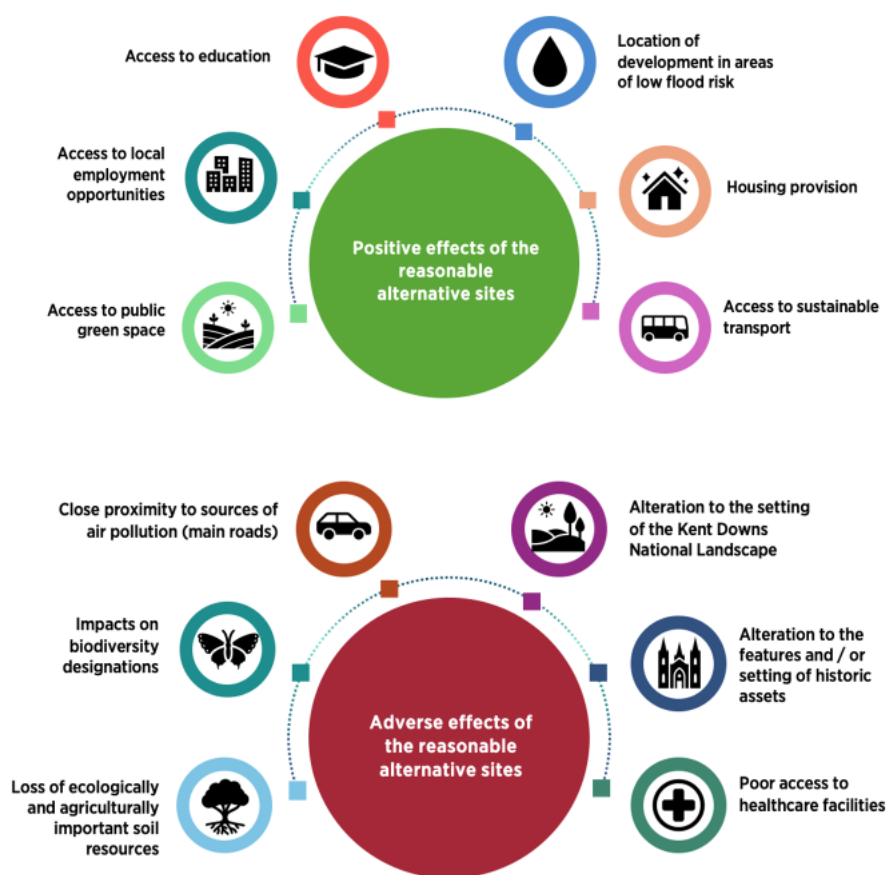 Access to education
Location of
development in areas
of low flood risk
Access to local
employment
opportunities
Housing provision
Positive effects of the
reasonable
alternative sites
Access to public
green space
Access to sustainable
transport
Close proximity to sources of
air pollution (main roads)
Alteration to the setting
of the Kent Downs
National Landscape
Impacts on
biodiversity
designations
Alteration to the
features and / or
setting of historic
assets
Adverse effects of
the reasonable
alternative sites
Loss of ecologically
and agriculturally
important soil
resources
Poor access to
healthcare facilities